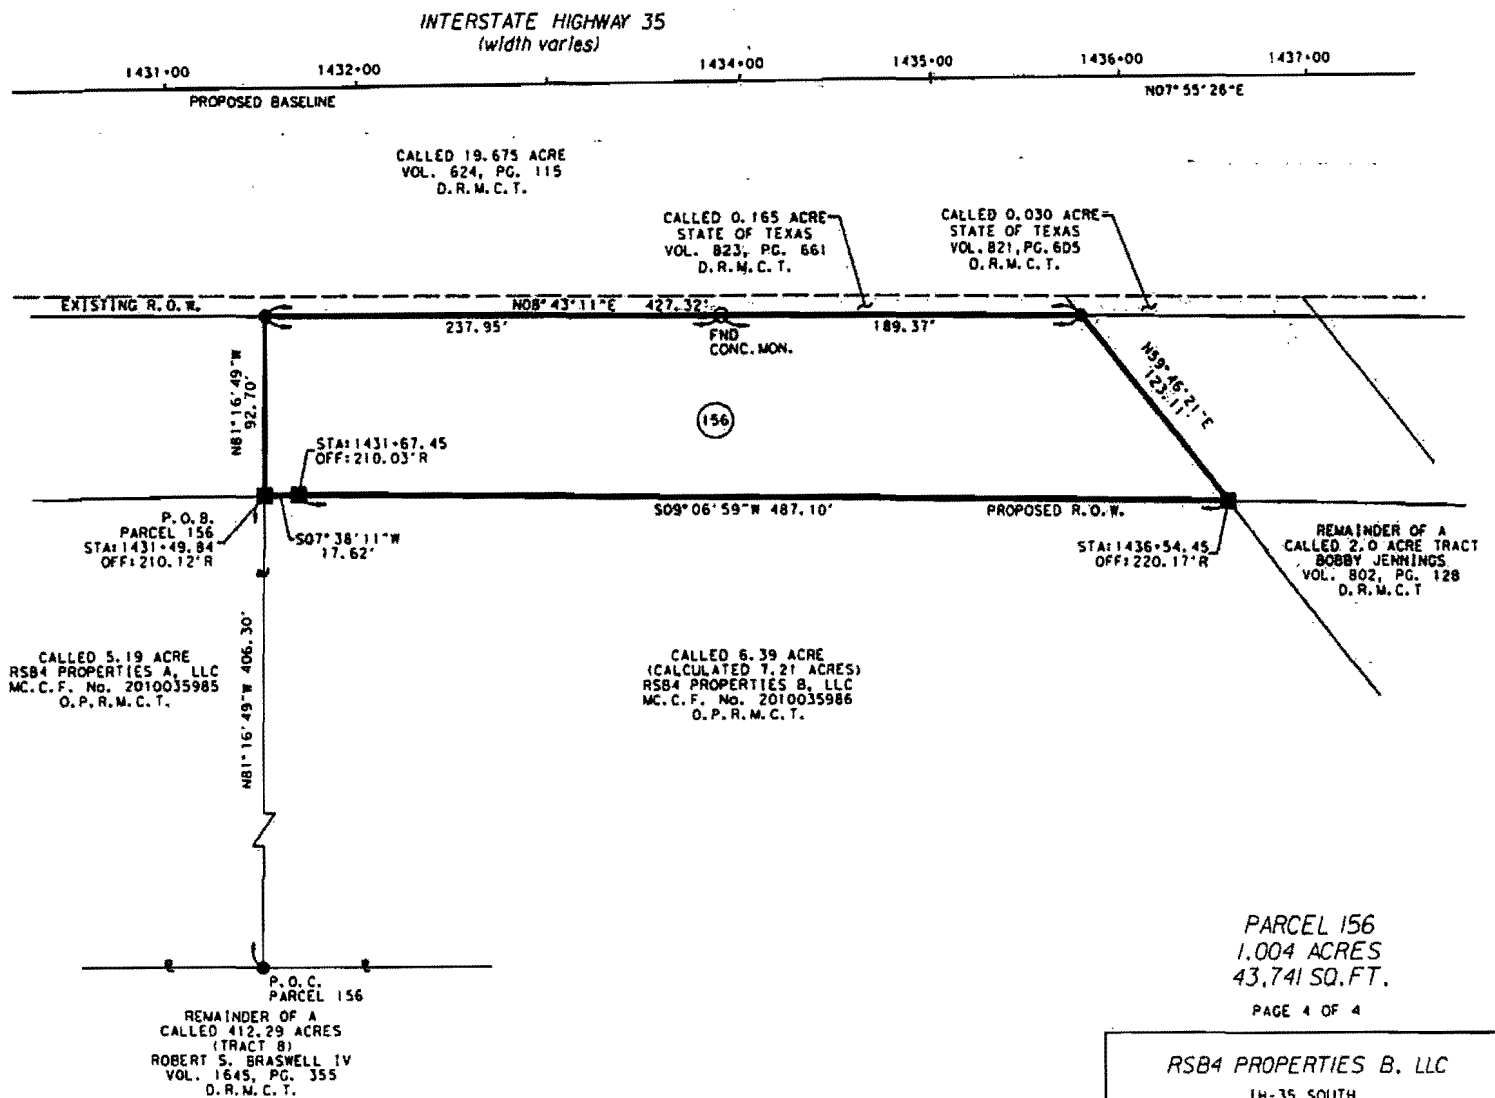 INTERSTATE HIGHWAY 35
(width varies)
1431+00
1432+00
1434+00
1435+00
1436+00
1437+00
PROPOSED BASELINE
N07°55'26"E
CALLED 19.675 ACRE
VOL. 624, PG. 115
D.R.M.C.T.
CALLED 0.165 ACRE
STATE OF TEXAS
VOL. 823, PG. 661
D.R.M.C.T.
CALLED 0.030 ACRE
STATE OF TEXAS
VOL. 821, PG. 605
D.R.M.C.T.
EXISTING R.O.W.
N08°43'11"E 427.32'
237.95'
189.37'
FND
CONC.MON.
N81°16'49"W
92.70'
N59°46'21"E
123.11'
156
STA:1431+67.45
OFF:210.03'R
P.O.B.
PARCEL 156
STA:1431+49.84
OFF:210.12'R
S07°38'11"W
17.62'
S09°06'59"W 487.10'
PROPOSED R.O.W.
STA:1436+54.45
OFF:220.17'R
REMAINDER OF A
CALLED 2.0 ACRE TRACT
BOBBY JENNINGS
VOL. 802, PG. 128
D.R.M.C.T
N81°16'49"W 406.30'
CALLED 5.19 ACRE
RSB4 PROPERTIES A, LLC
MC.C.F. No. 2010035985
O.P.R.M.C.T.
CALLED 6.39 ACRE
(CALCULATED 7.21 ACRES)
RSB4 PROPERTIES B, LLC
MC.C.F. No. 2010035986
O.P.R.M.C.T.
P.O.C.
PARCEL 156
REMAINDER OF A
CALLED 412.29 ACRES
(TRACT 8)
ROBERT S. BRASWELL IV
VOL. 1645, PG. 355
D.R.M.C.T.
PARCEL 156
1.004 ACRES
43,741 SQ.FT.
PAGE 4 OF 4
RSB4 PROPERTIES B, LLC
IH-35 SOUTH